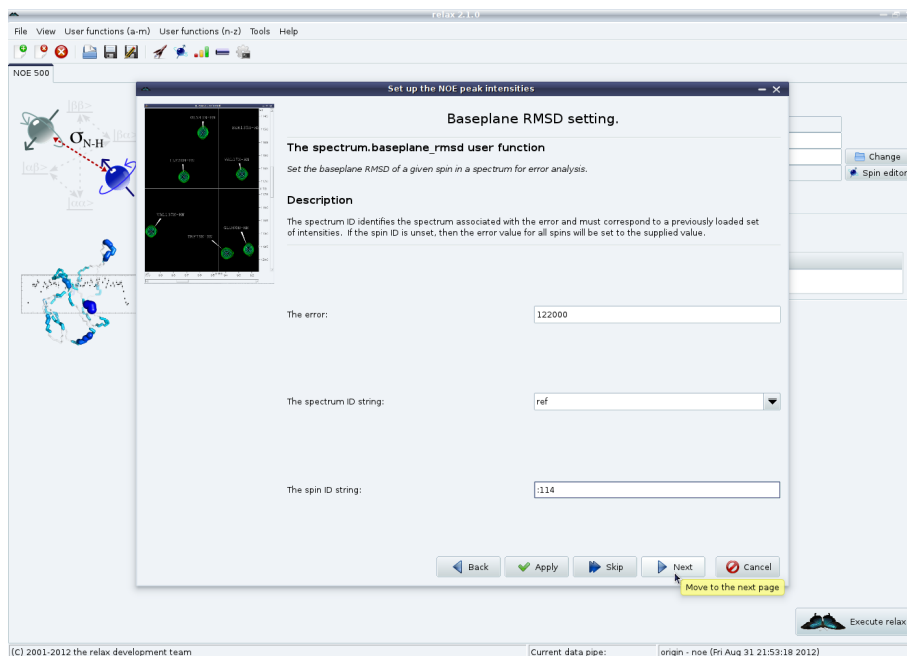 relax 2.1.0
File View User functions (a-m) User functions (n-z) Tools Help
NOE 500
Set up the NOE peak intensities
σN-H
Baseplane RMSD setting.
The spectrum.baseplane_rmsd user function
Set the baseplane RMSD of a given spin in a spectrum for error analysis.
Description
The spectrum ID identifies the spectrum associated with the error and must correspond to a previously loaded set
of intensities. If the spin ID is unset, then the error value for all spins will be set to the supplied value.
Change
Spin editor
The error: 122000
The spectrum ID string: ref
The spin ID string: :114
Back Apply Skip Next Cancel
Move to the next page
Execute relax
(C) 2001-2012 the relax development team Current data pipe: origin - noe (Fri Aug 31 21:53:18 2012)